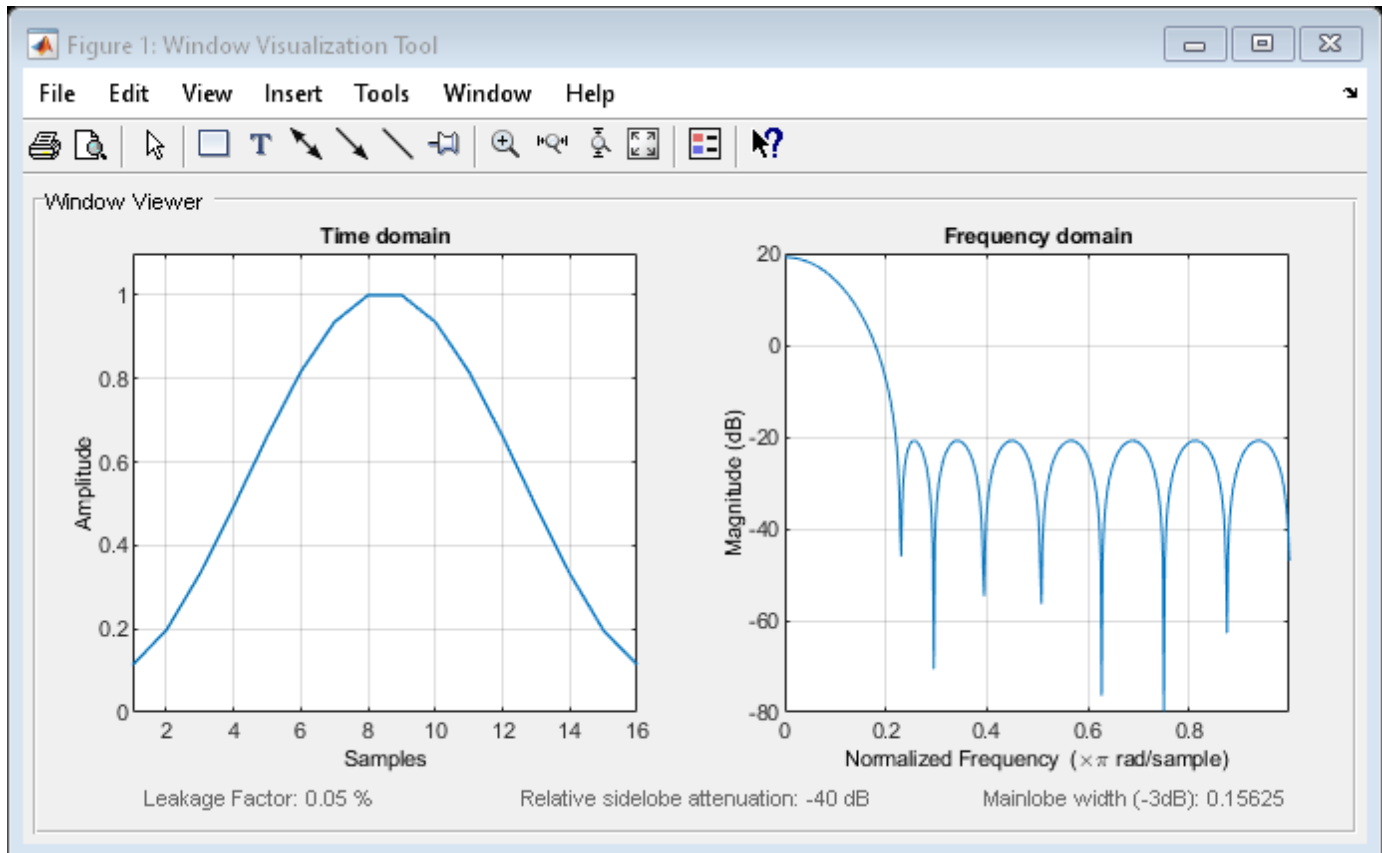 Figure 1: Window Visualization Tool
File Edit View Insert Tools Window Help
T
?
Window Viewer
Time domain
1
0.8
0.6
0.4
0.2
0
Amplitude
2 4 6 8 10 12 14 16
Samples
Frequency domain
20
0
-20
-40
-60
-80
Magnitude (dB)
0 0.2 0.4 0.6 0.8
Normalized Frequency (×π rad/sample)
Leakage Factor: 0.05 % Relative sidelobe attenuation: -40 dB Mainlobe width (-3dB): 0.15625